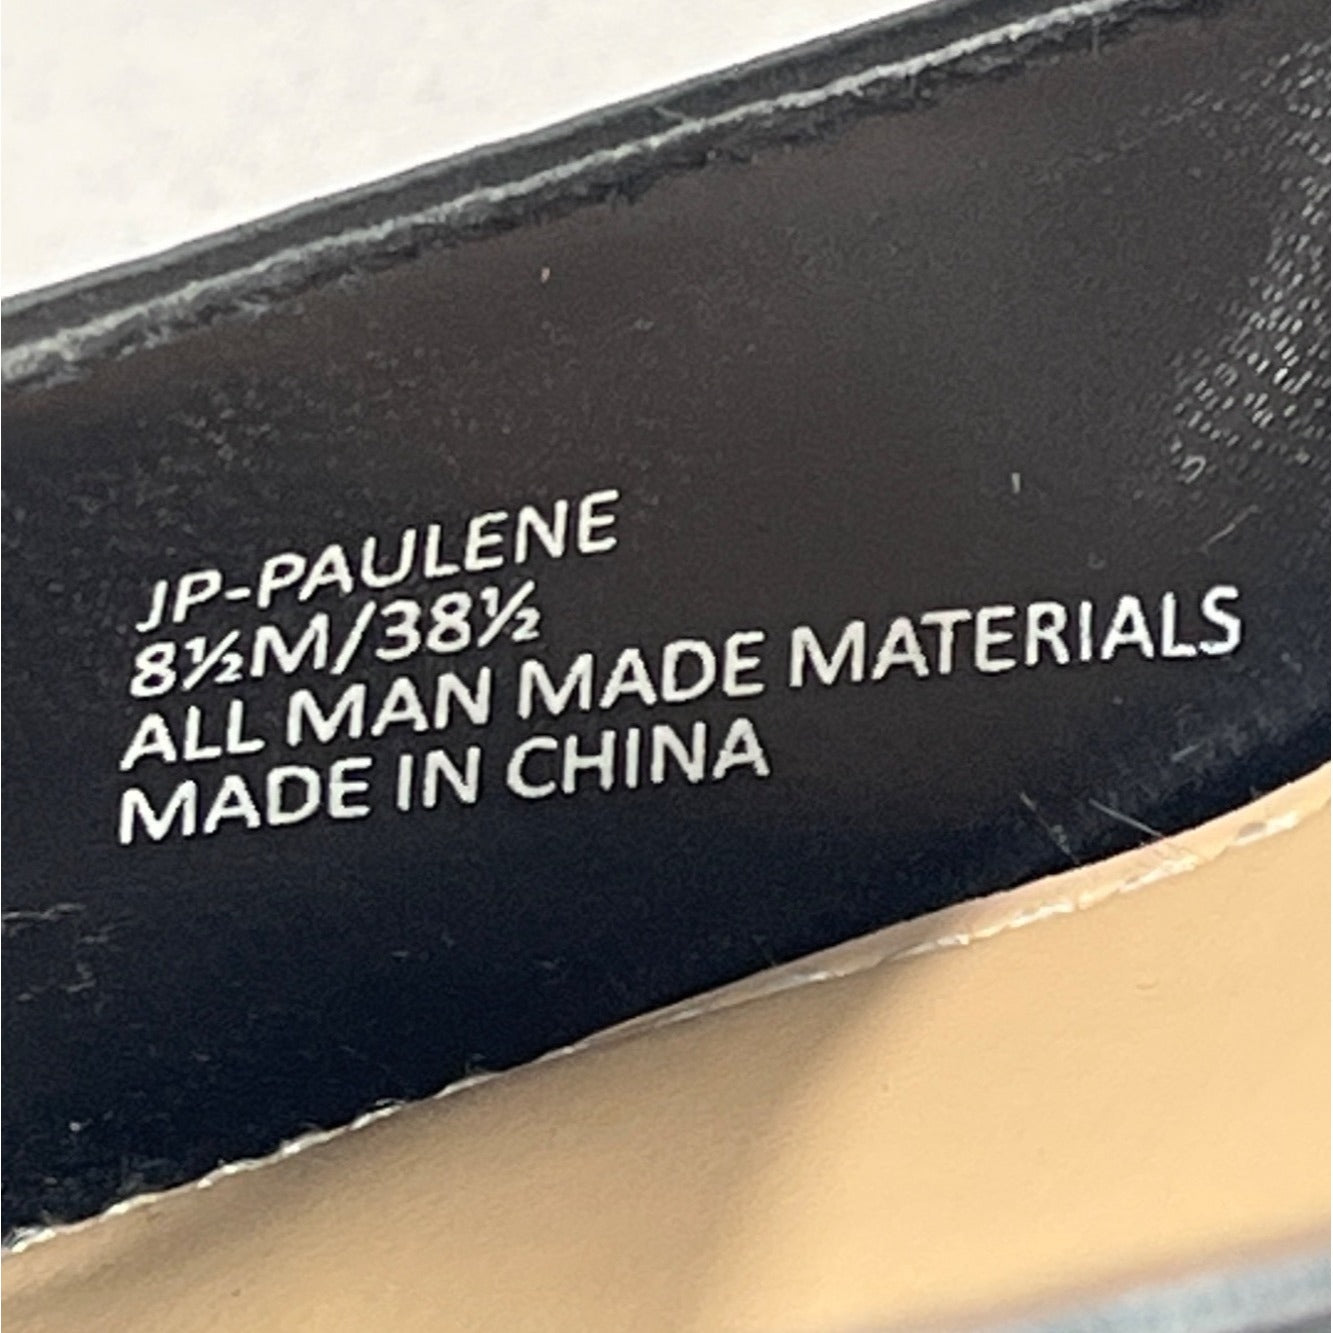 JP-PAULENE
8½M/38½
ALL MAN MADE MATERIALS
MADE IN CHINA